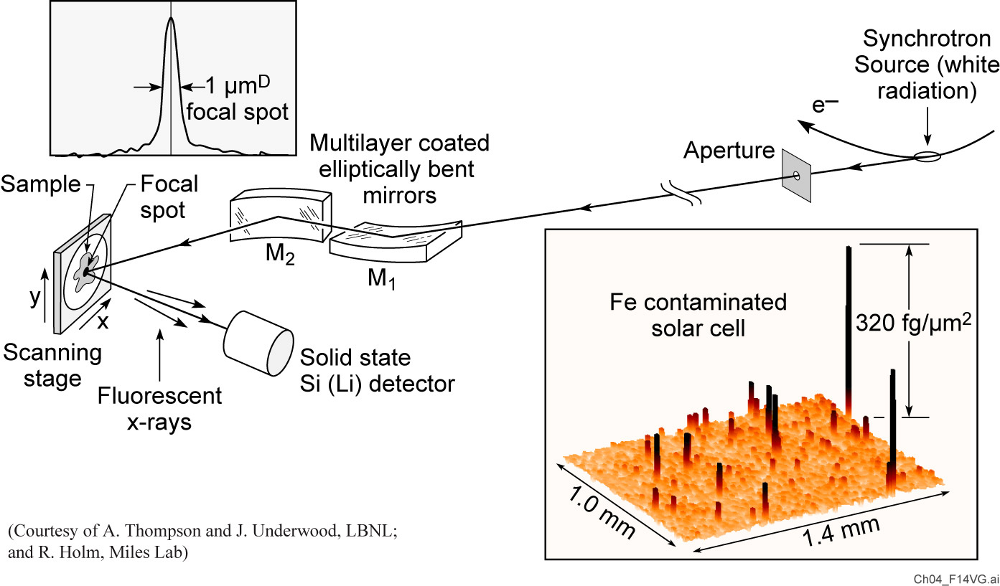 1 μmD
focal spot
Synchrotron
Source (white
radiation)
e–
Aperture
Multilayer coated
elliptically bent
mirrors
Sample
Focal
spot
M2
M1
y
x
Scanning
stage
Fluorescent
x-rays
Solid state
Si (Li) detector
Fe contaminated
solar cell
320 fg/μm2
1.0 mm
1.4 mm
(Courtesy of A. Thompson and J. Underwood, LBNL;
and R. Holm, Miles Lab)
Ch04_F14VG.ai